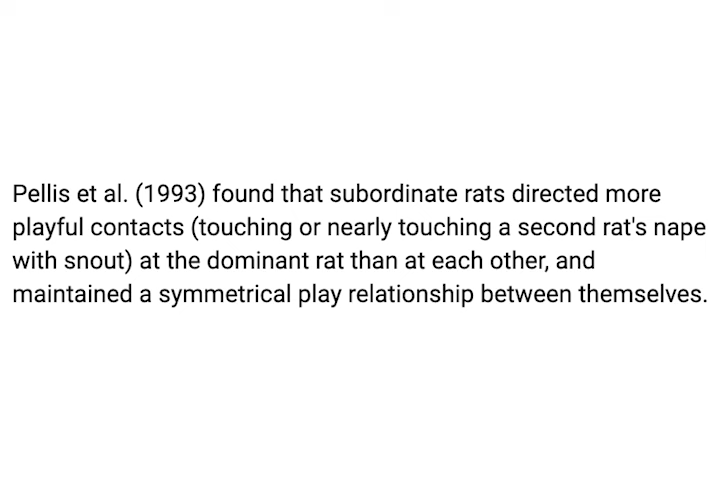 Pellis et al. (1993) found that subordinate rats directed more
playful contacts (touching or nearly touching a second rat's nape
with snout) at the dominant rat than at each other, and
maintained a symmetrical play relationship between themselves.